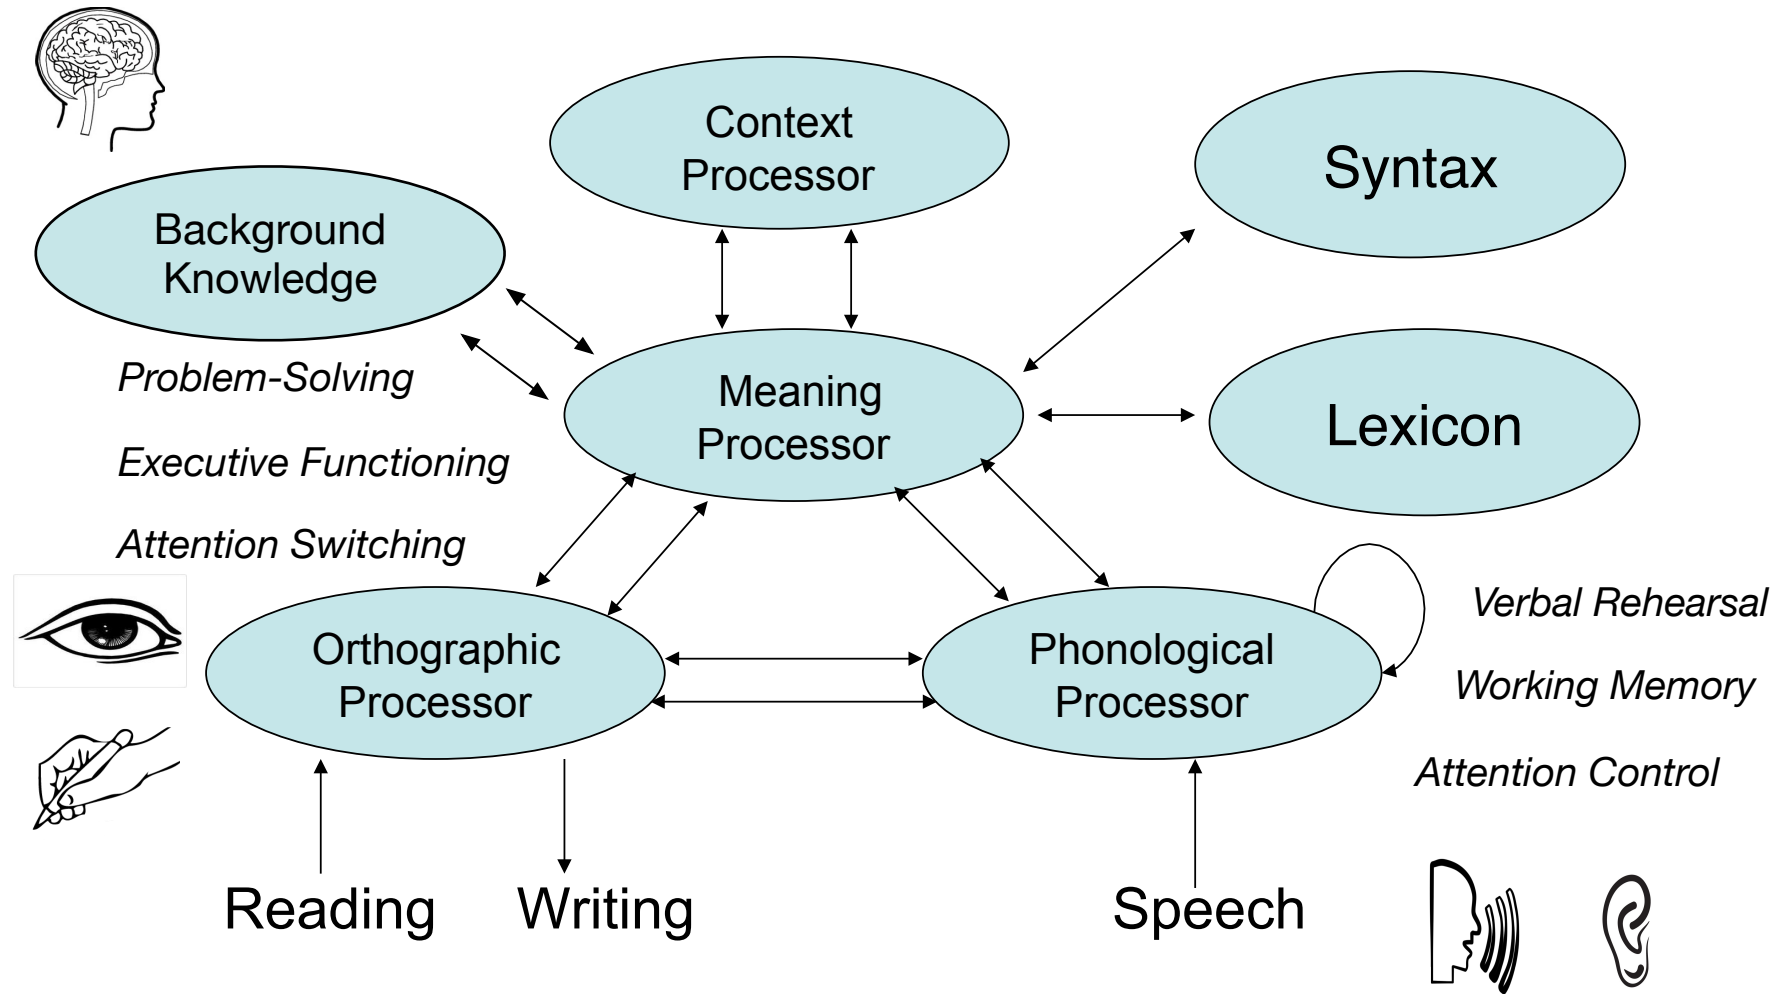 Context
Processor
Syntax
Background
Knowledge
Problem-Solving
Meaning
Processor
Lexicon
Executive Functioning
Attention Switching
Orthographic
Processor
Phonological
Processor
Verbal Rehearsal
Working Memory
Attention Control
Reading
Writing
Speech